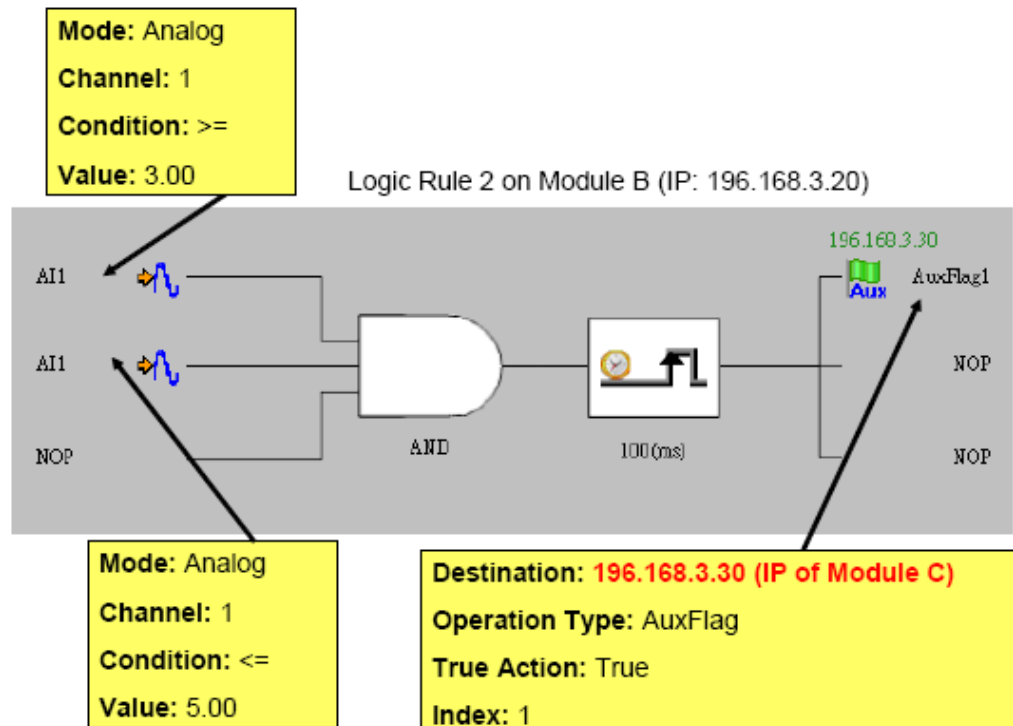 Mode: Analog
Channel: 1
Condition: >=
Value: 3.00
Logic Rule 2 on Module B (IP: 196.168.3.20)
196.168.3.30
AI1
Aux
AuxFlag1
AI1
NOP
NOP
AND
100(ms)
NOP
Mode: Analog
Channel: 1
Condition: <=
Value: 5.00
Destination: 196.168.3.30 (IP of Module C)
Operation Type: AuxFlag
True Action: True
Index: 1